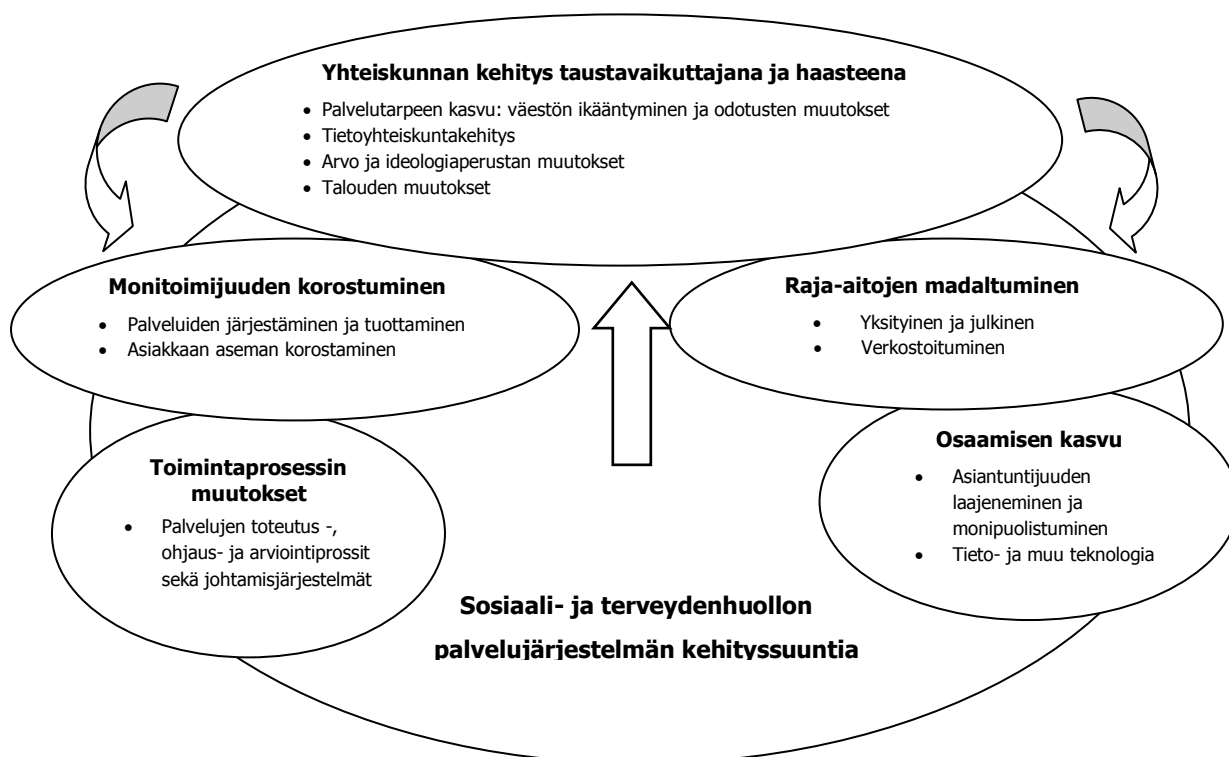 Yhteiskunnan kehitys taustavaikuttajana ja haasteena
• Palvelutarpeen kasvu: väestön ikääntyminen ja odotusten muutokset
• Tietoyhteiskuntakehitys
• Arvo ja ideologiaperustan muutokset
• Talouden muutokset
Monitoimijuuden korostuminen
• Palveluiden järjestäminen ja tuottaminen
• Asiakkaan aseman korostaminen
Raja-aitojen madaltuminen
• Yksityinen ja julkinen
• Verkostoituminen
Toimintaprosessin
muutokset
• Palvelujen toteutus -,
ohjaus- ja arviointiprossit
sekä johtamisjärjestelmät
Osaamisen kasvu
• Asiantuntijuuden
laajeneminen ja
monipuolistuminen
• Tieto- ja muu teknologia
Sosiaali- ja terveydenhuollon
palvelujärjestelmän kehityssuuntia